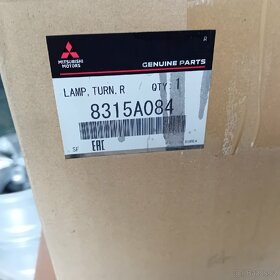 R
MITSUBISHI
MOTORS
GENUINE PARTS
LAMP,TURN,R QTY: 1
8315A084
SF EAC